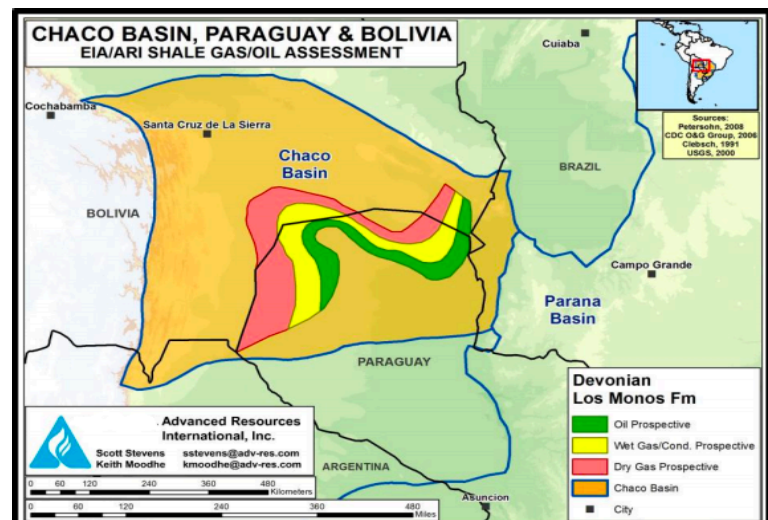 CHACO BASIN, PARAGUAY & BOLIVIA
EIA/ARI SHALE GAS/OIL ASSESSMENT
Cuiaba
Cochabamba
Santa Cruz de La Sierra
Sources:
Petersohn, 2008
CDC O&G Group, 2006
Clebsch, 1991
USGS, 2000
Chaco
Basin
BRAZIL
BOLIVIA
Campo Grande
Parana
Basin
PARAGUAY
Devonian
Los Monos Fm
Oil Prospective
Wet Gas/Cond. Prospective
Dry Gas Prospective
Chaco Basin
City
Advanced Resources
International, Inc.
Scott Stevens sstevens@adv-res.com
Keith Moodhe kmoodhe@adv-res.com
ARGENTINA
0 60 120 240 360 480
Kilometers
Asuncion
0 120 240 360 480
Miles